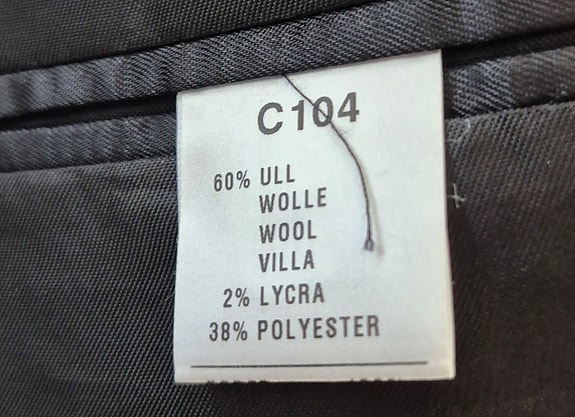 C104
60% ULL
WOLLE
WOOL
VILLA
2% LYCRA
38% POLYESTER